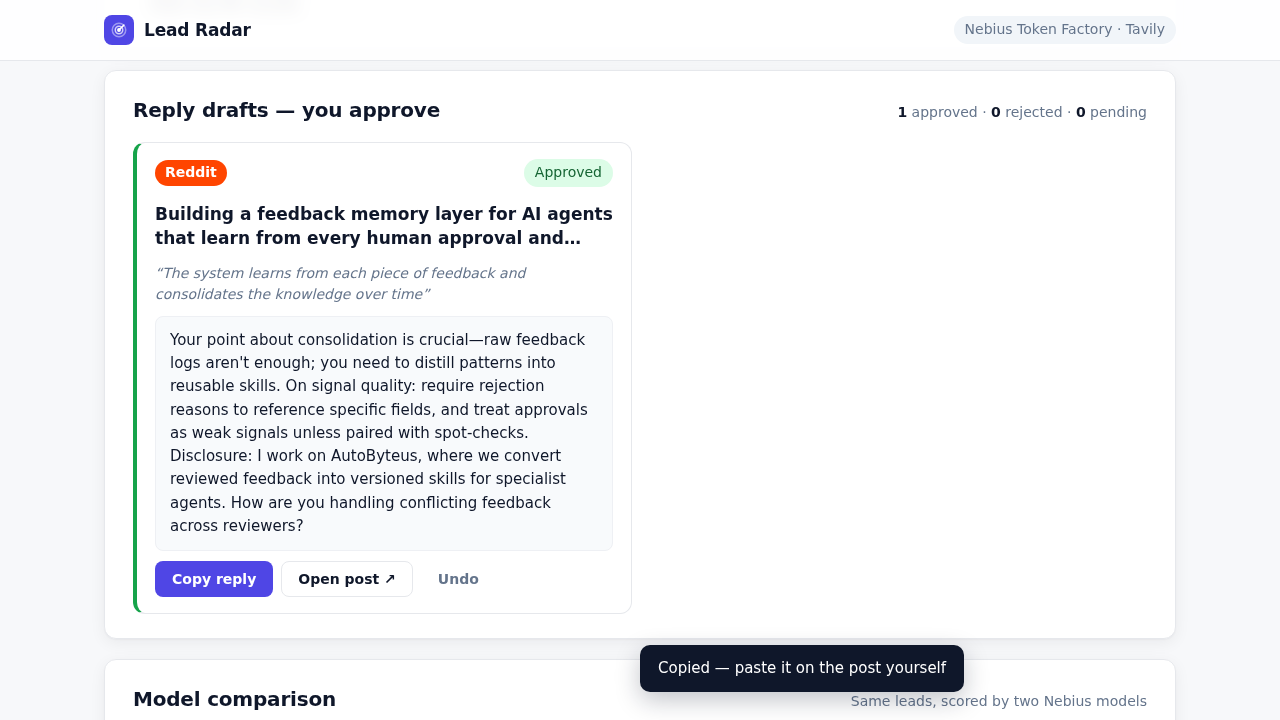 Lead Radar
Nebius Token Factory · Tavily
Reply drafts — you approve
1 approved · 0 rejected · 0 pending
Reddit
Approved
Building a feedback memory layer for AI agents
that learn from every human approval and…
“The system learns from each piece of feedback and
consolidates the knowledge over time”
Your point about consolidation is crucial—raw feedback
logs aren't enough; you need to distill patterns into
reusable skills. On signal quality: require rejection
reasons to reference specific fields, and treat approvals
as weak signals unless paired with spot-checks.
Disclosure: I work on AutoByteus, where we convert
reviewed feedback into versioned skills for specialist
agents. How are you handling conflicting feedback
across reviewers?
Copy reply
Open post ↗
Undo
Copied — paste it on the post yourself
Model comparison
Same leads, scored by two Nebius models